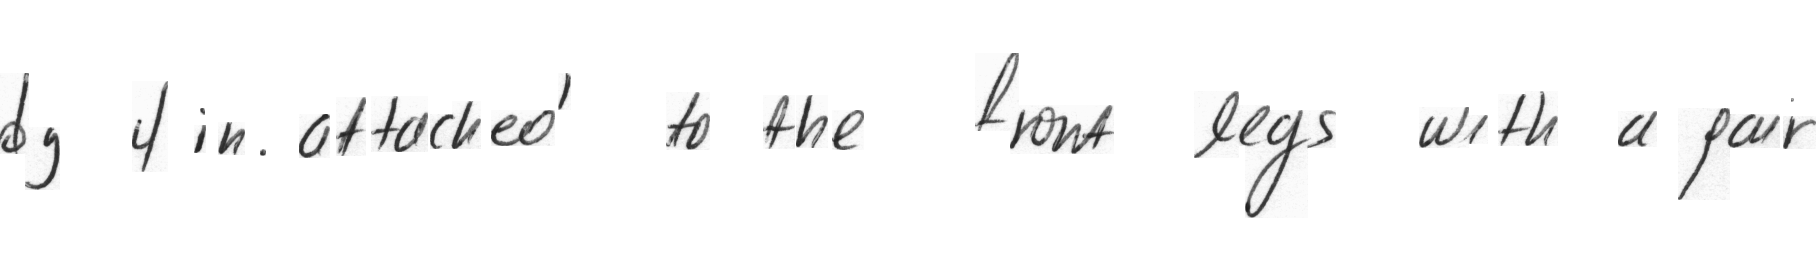 by 4 in. attached to the front legs with a pair